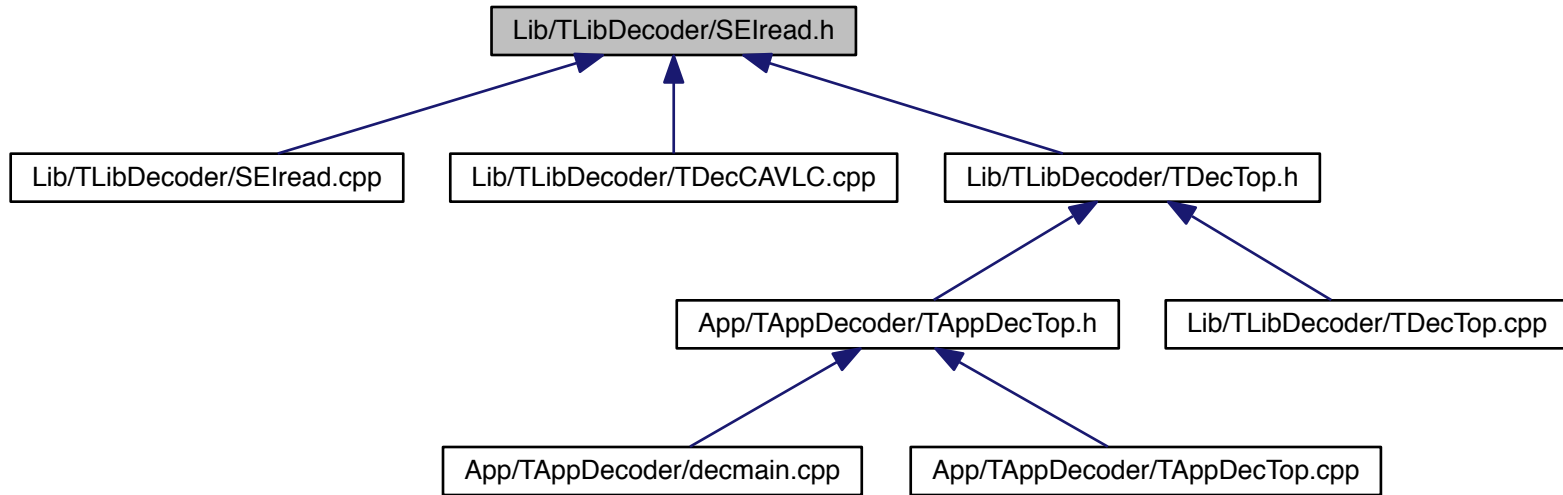 Lib/TLibDecoder/SEIread.h
Lib/TLibDecoder/SEIread.cpp
Lib/TLibDecoder/TDecCAVLC.cpp
Lib/TLibDecoder/TDecTop.h
App/TAppDecoder/TAppDecTop.h
Lib/TLibDecoder/TDecTop.cpp
App/TAppDecoder/decmain.cpp
App/TAppDecoder/TAppDecTop.cpp